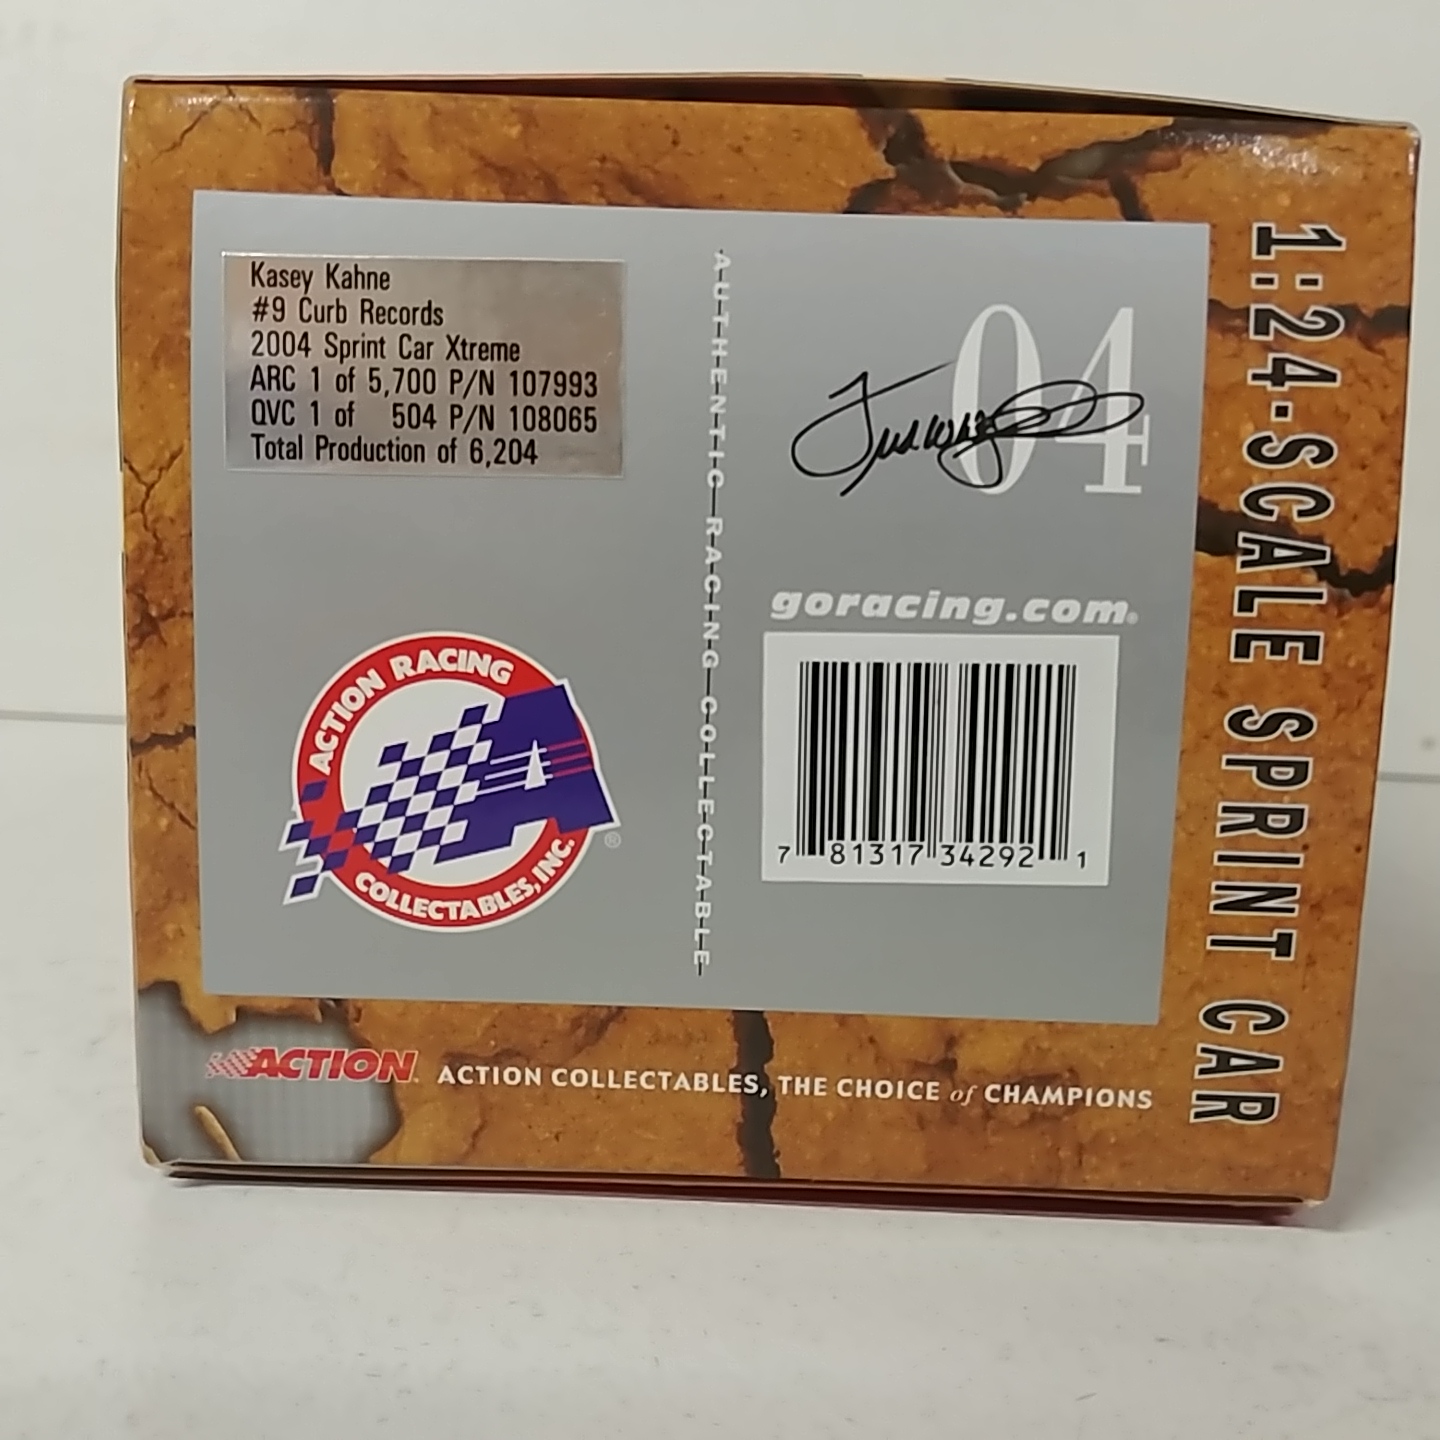 Kasey Kahne
#9 Curb Records
2004 Sprint Car Xtreme
ARC 1 of 5,700 P/N 107993
QVC 1 of 504 P/N 108065
Total Production of 6,204
AUTHENTIC RACING COLLECTABLE
04
goracing.com®
7 81317 34292 1
ACTION RACING
COLLECTABLES, INC.
®
1:24-SCALE SPRINT CAR
ACTION
ACTION COLLECTABLES, THE CHOICE of CHAMPIONS